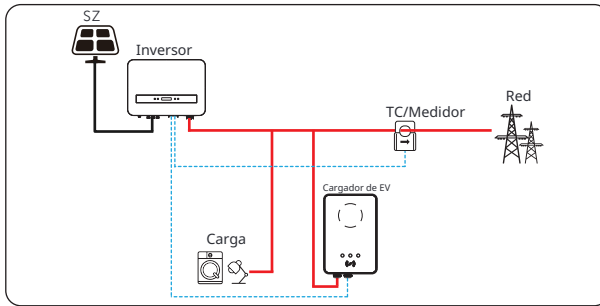 SZ
Inversor
TC/Medidor
Red
Cargador de EV
Carga